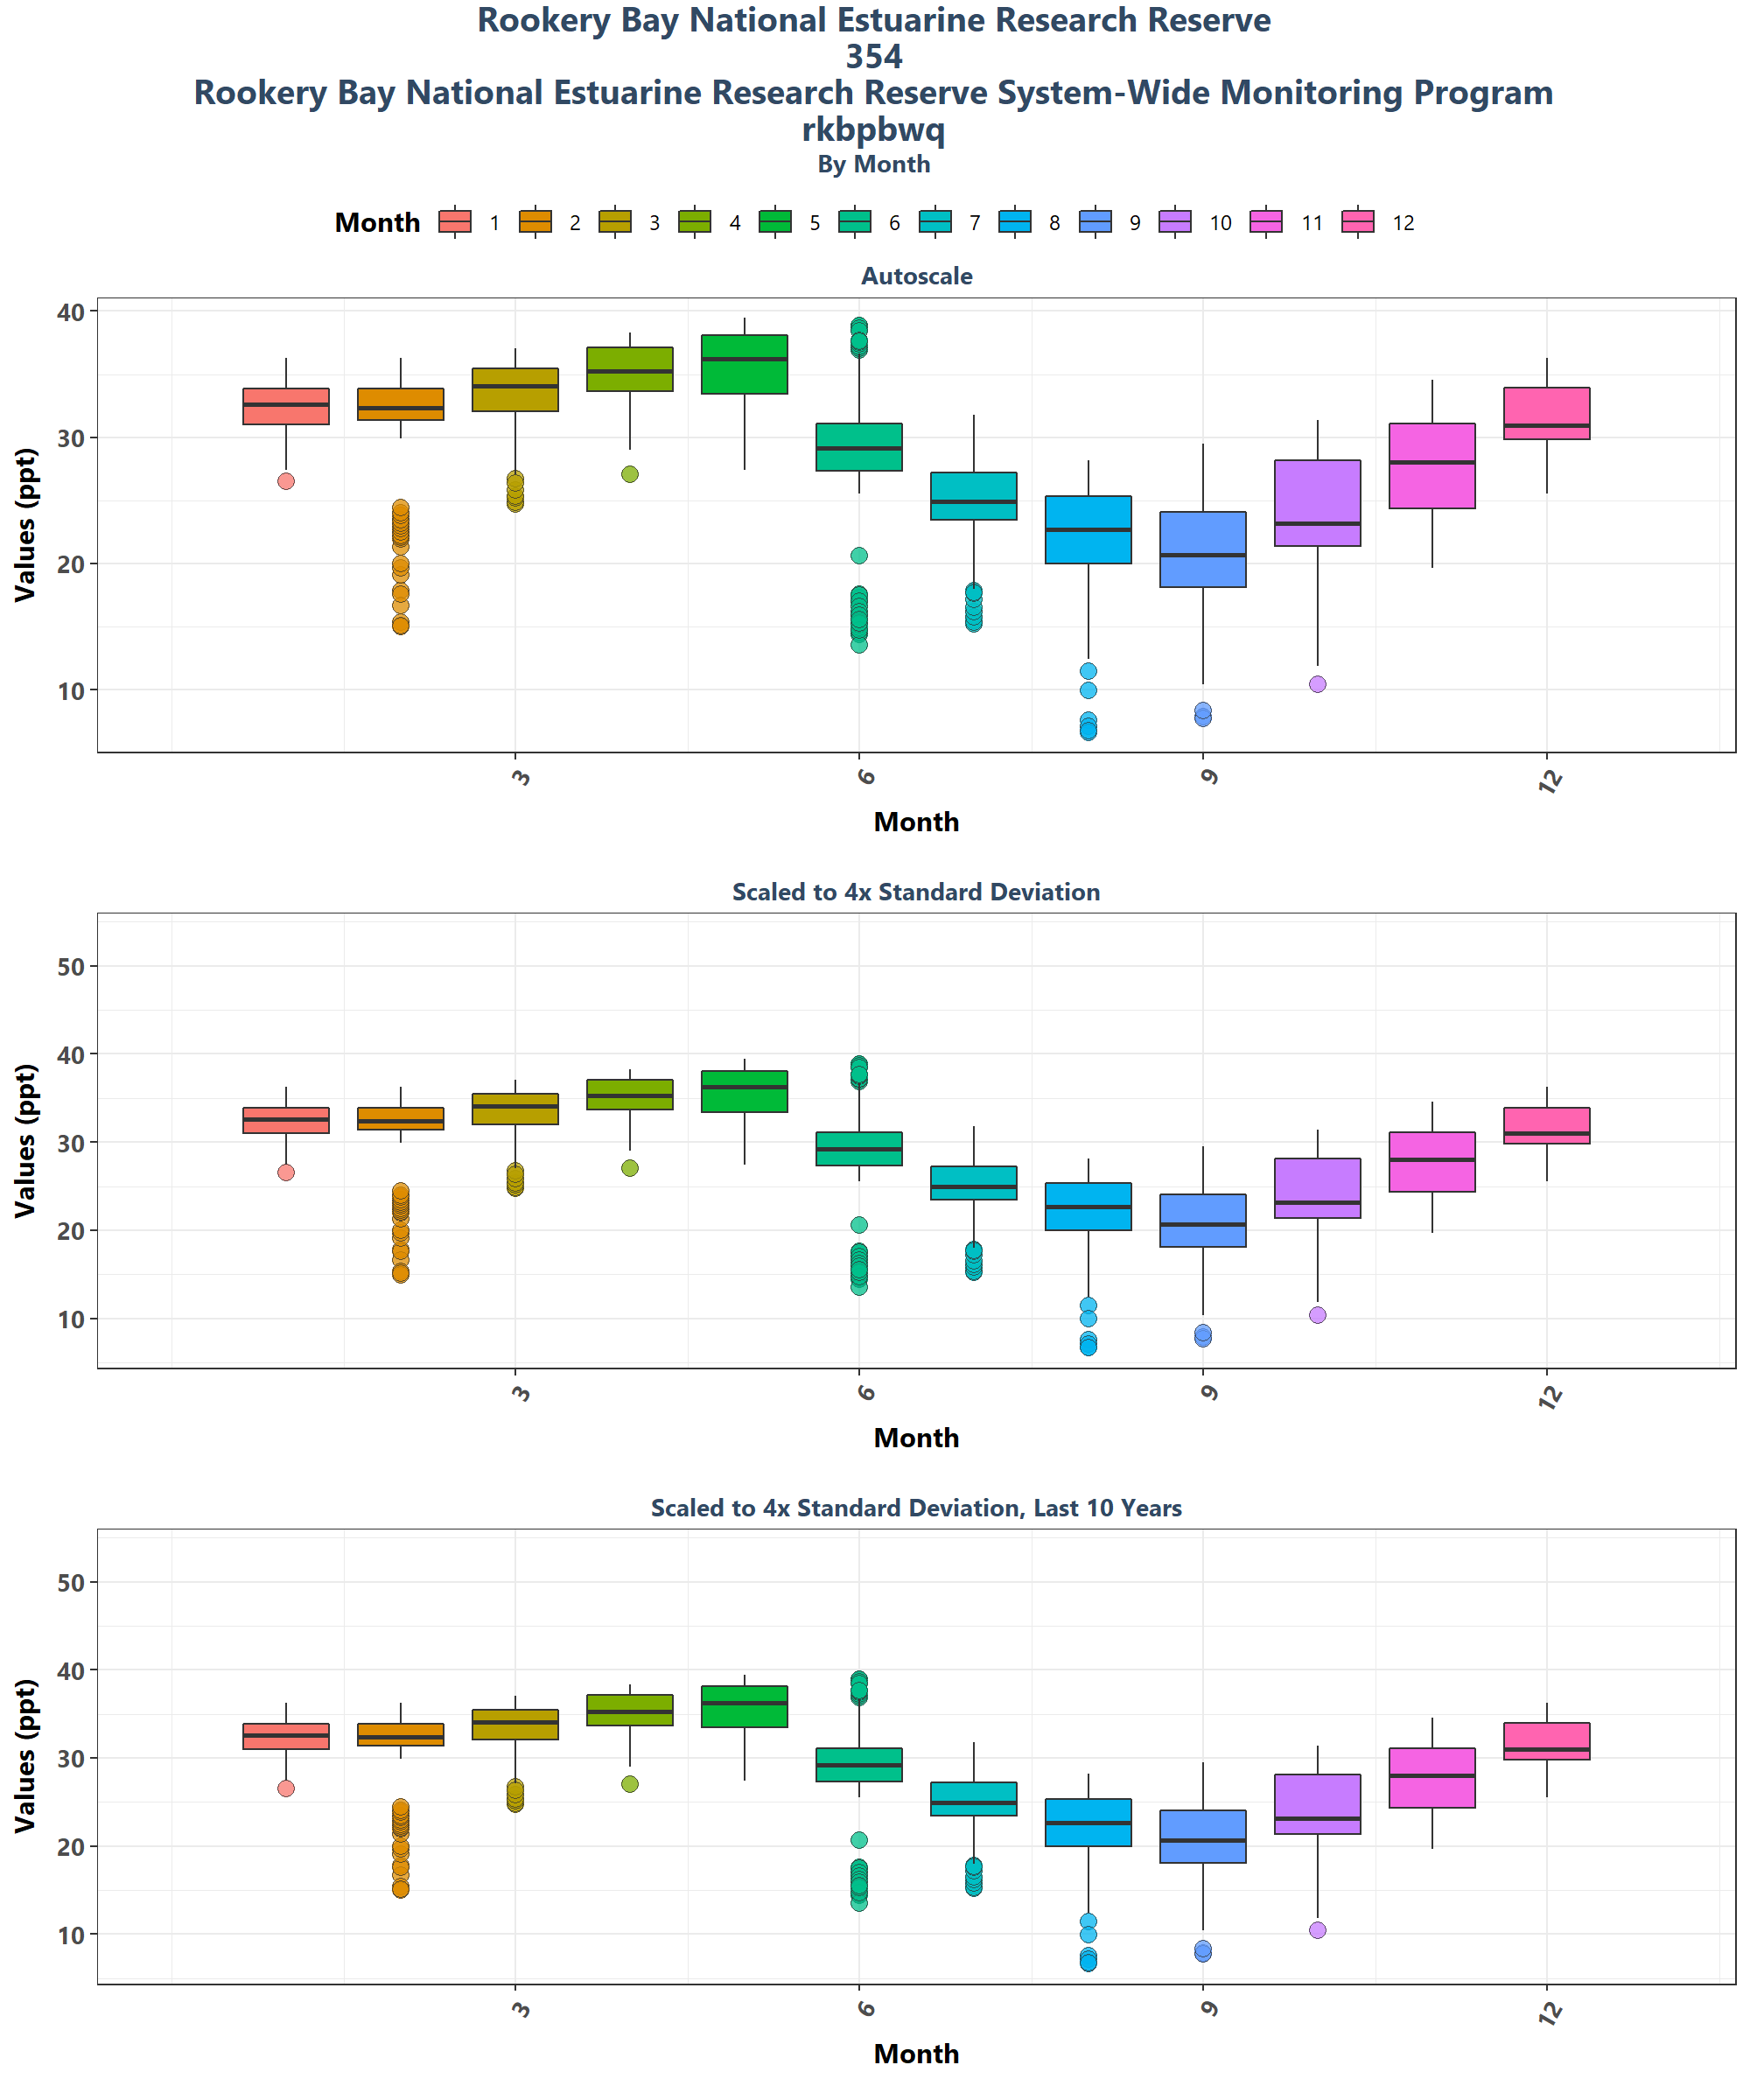 Rookery Bay National Estuarine Research Reserve
354
Rookery Bay National Estuarine Research Reserve System-Wide Monitoring Program
rkbpbwq
By Month
Month 1 2 3 4 5 6 7 8 9 10 11 12
Autoscale
Values (ppt)
40
30
20
10
3 6 9 12
Month
Scaled to 4x Standard Deviation
Values (ppt)
50
40
30
20
10
3 6 9 12
Month
Scaled to 4x Standard Deviation, Last 10 Years
Values (ppt)
50
40
30
20
10
3 6 9 12
Month